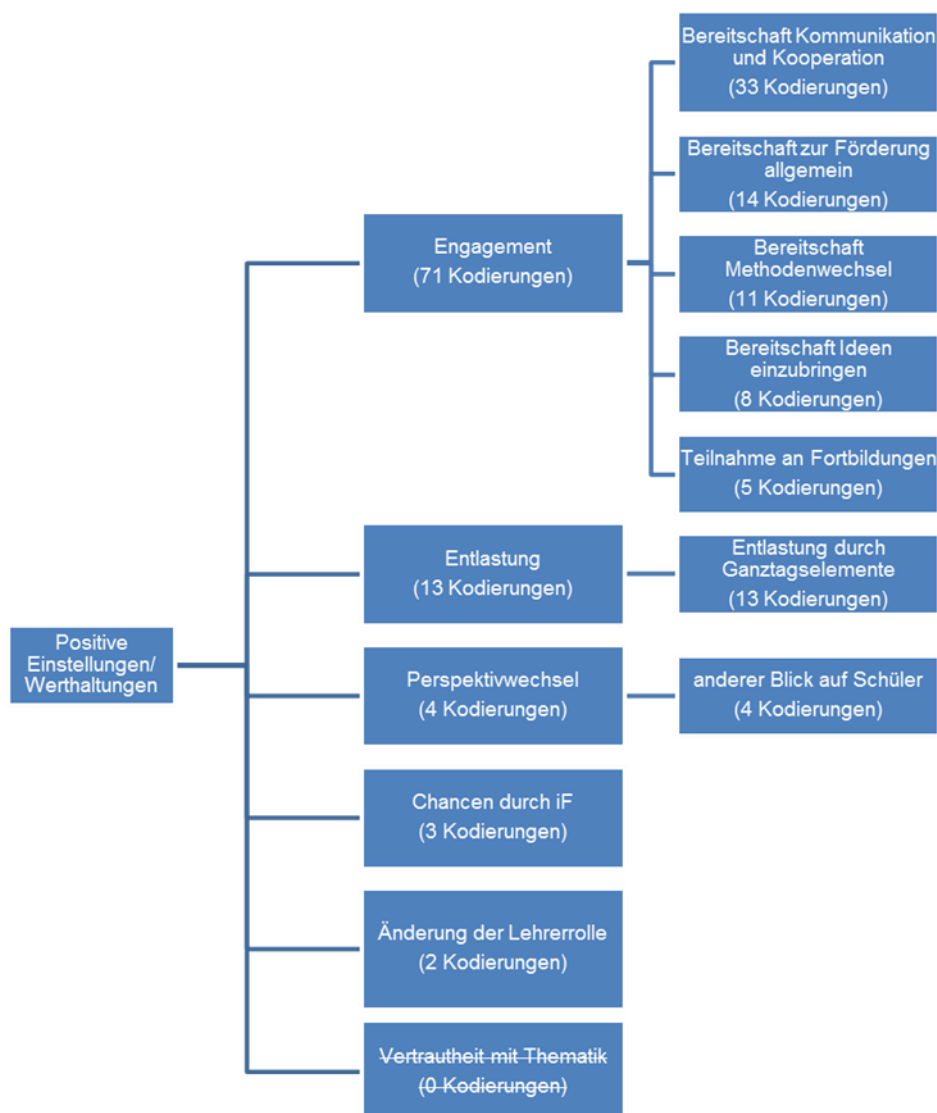 Positive
Einstellungen/
Werthaltungen
Engagement
(71 Kodierungen)
Bereitschaft Kommunikation
und Kooperation
(33 Kodierungen)
Bereitschaft zur Förderung
allgemein
(14 Kodierungen)
Bereitschaft
Methodenwechsel
(11 Kodierungen)
Bereitschaft Ideen
einzubringen
(8 Kodierungen)
Teilnahme an Fortbildungen
(5 Kodierungen)
Entlastung
(13 Kodierungen)
Entlastung durch
Ganztagselemente
(13 Kodierungen)
Perspektivwechsel
(4 Kodierungen)
anderer Blick auf Schüler
(4 Kodierungen)
Chancen durch iF
(3 Kodierungen)
Änderung der Lehrerrolle
(2 Kodierungen)
Vertrautheit mit Thematik
(0 Kodierungen)